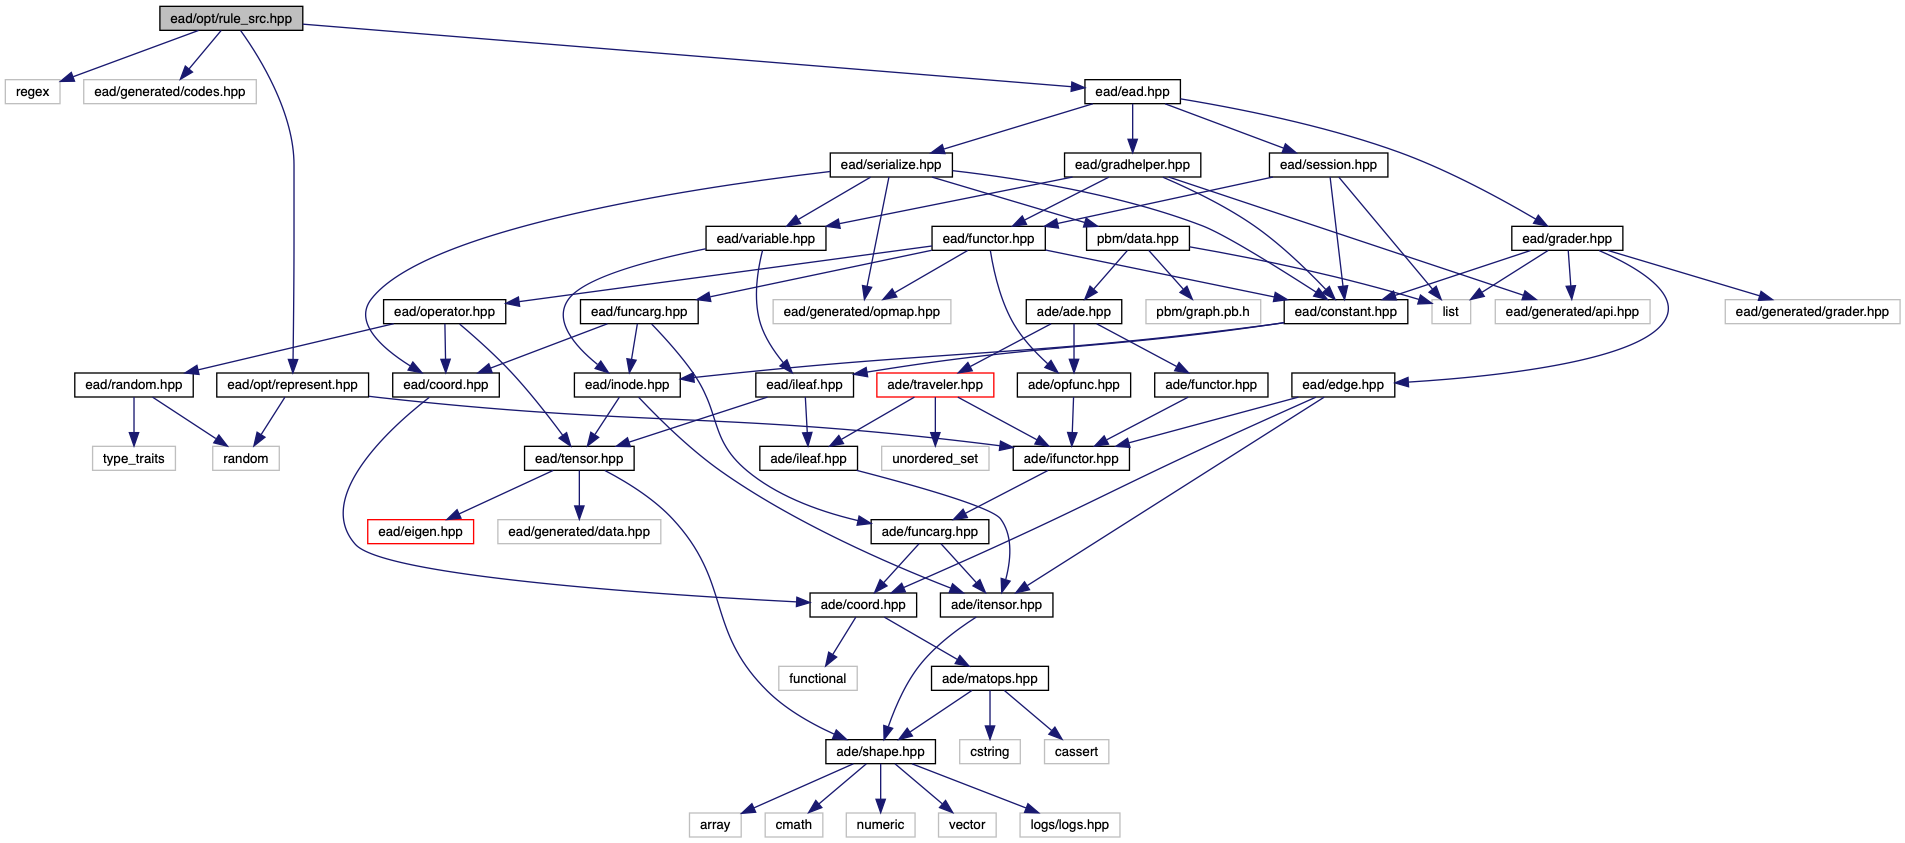 ead/opt/rule_src.hpp
regex
ead/generated/codes.hpp
ead/ead.hpp
ead/serialize.hpp
ead/gradhelper.hpp
ead/session.hpp
ead/variable.hpp
ead/functor.hpp
pbm/data.hpp
ead/grader.hpp
ead/operator.hpp
ead/funcarg.hpp
ead/generated/opmap.hpp
ade/ade.hpp
pbm/graph.pb.h
ead/constant.hpp
list
ead/generated/api.hpp
ead/generated/grader.hpp
ead/random.hpp
ead/opt/represent.hpp
ead/coord.hpp
ead/inode.hpp
ead/ileaf.hpp
ade/traveler.hpp
ade/opfunc.hpp
ade/functor.hpp
ead/edge.hpp
type_traits
random
ead/tensor.hpp
ade/ileaf.hpp
unordered_set
ade/ifunctor.hpp
ead/eigen.hpp
ead/generated/data.hpp
ade/funcarg.hpp
ade/coord.hpp
ade/itensor.hpp
functional
ade/matops.hpp
ade/shape.hpp
cstring
cassert
array
cmath
numeric
vector
logs/logs.hpp